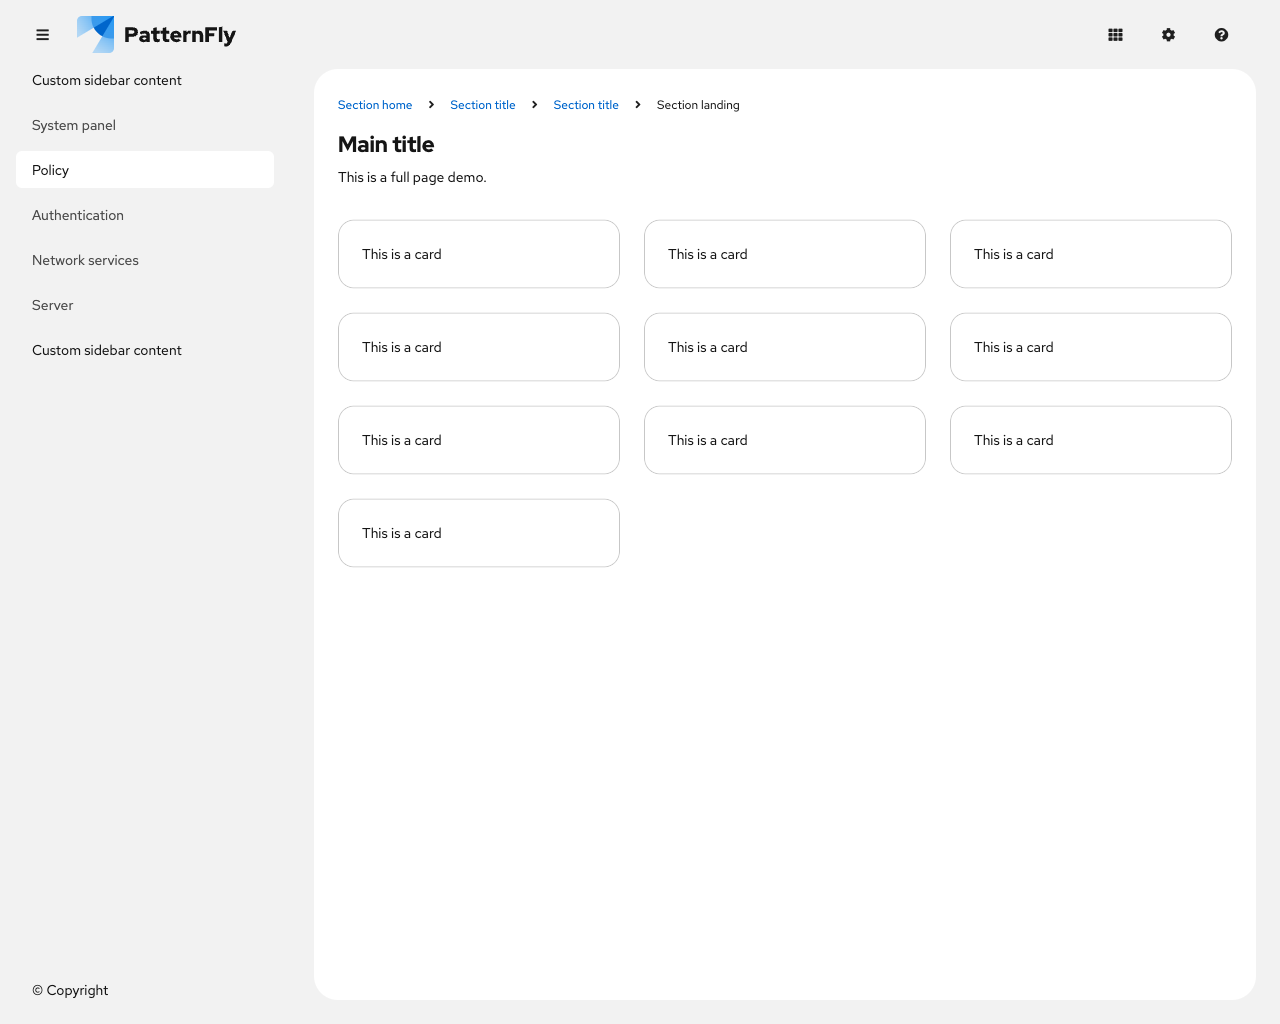 PatternFly
Custom sidebar content
System panel
Policy
Authentication
Network services
Server
Custom sidebar content
© Copyright
Section home > Section title > Section title > Section landing
Main title
This is a full page demo.
This is a card This is a card This is a card
This is a card This is a card This is a card
This is a card This is a card This is a card
This is a card